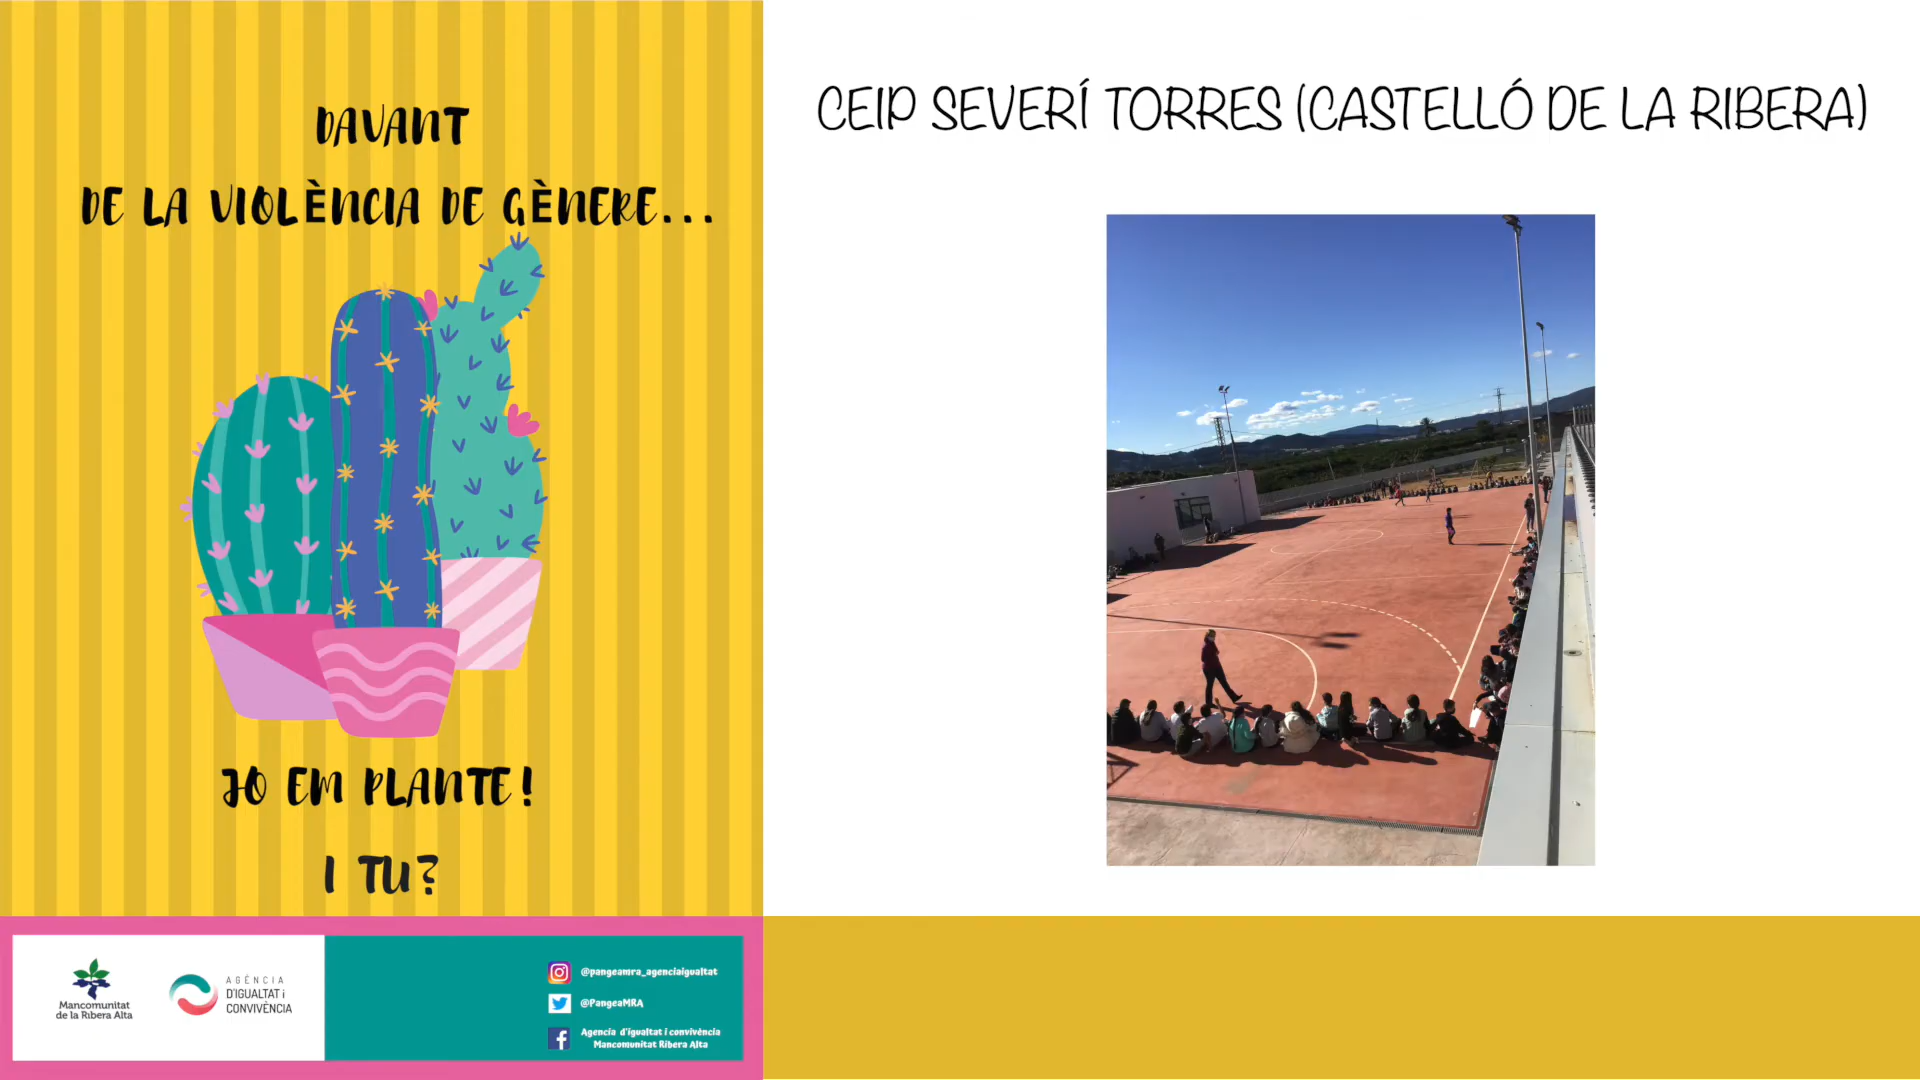 DAVANT
DE LA VIOLÈNCIA DE GÈNERE...
JO EM PLANTE!
I TU?
Mancomunitat
de la Ribera Alta
AGÈNCIA
D'IGUALTAT i
CONVIVÈNCIA
@pangeamra_agenciaigualtat
@PangeaMRA
Agencia d'igualtat i convivència
Mancomunitat Ribera Alta
CEIP SEVERÍ TORRES (CASTELLÓ DE LA RIBERA)